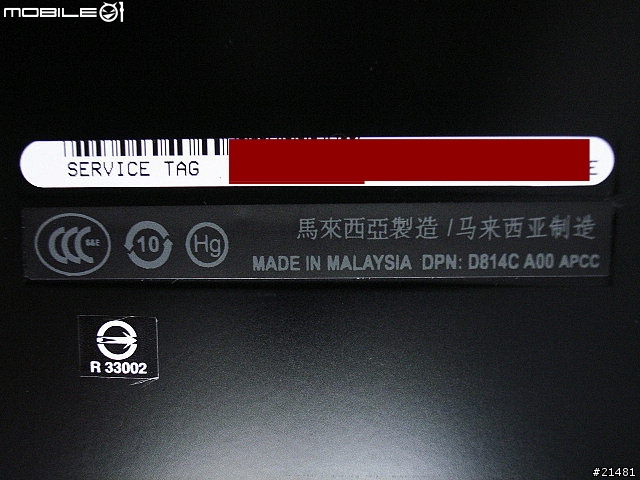 MOBILE01
SERVICE TAG
E
CCC S&E
10
Hg
馬來西亞製造 / 马来西亚制造
MADE IN MALAYSIA DPN: D814C A00 APCC
R 33002
#21481